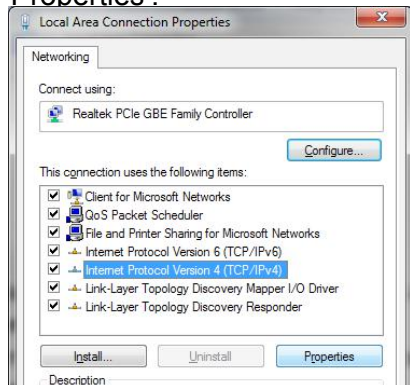 Properties .
Local Area Connection Properties
Networking
Connect using:
Realtek PCIe GBE Family Controller
Configure...
This connection uses the following items:
Client for Microsoft Networks
QoS Packet Scheduler
File and Printer Sharing for Microsoft Networks
Internet Protocol Version 6 (TCP/IPv6)
Internet Protocol Version 4 (TCP/IPv4)
Link-Layer Topology Discovery Mapper I/O Driver
Link-Layer Topology Discovery Responder
Install... Uninstall Properties
Description